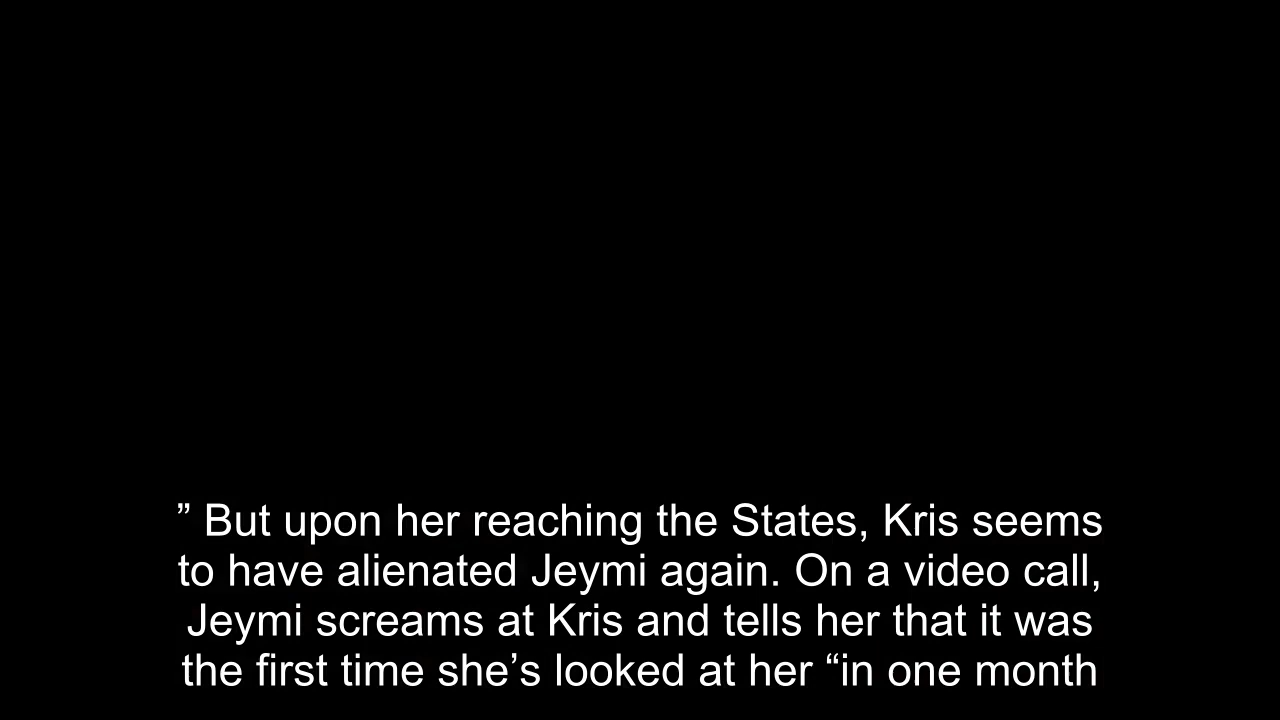 ” But upon her reaching the States, Kris seems
to have alienated Jeymi again. On a video call,
Jeymi screams at Kris and tells her that it was
the first time she’s looked at her “in one month